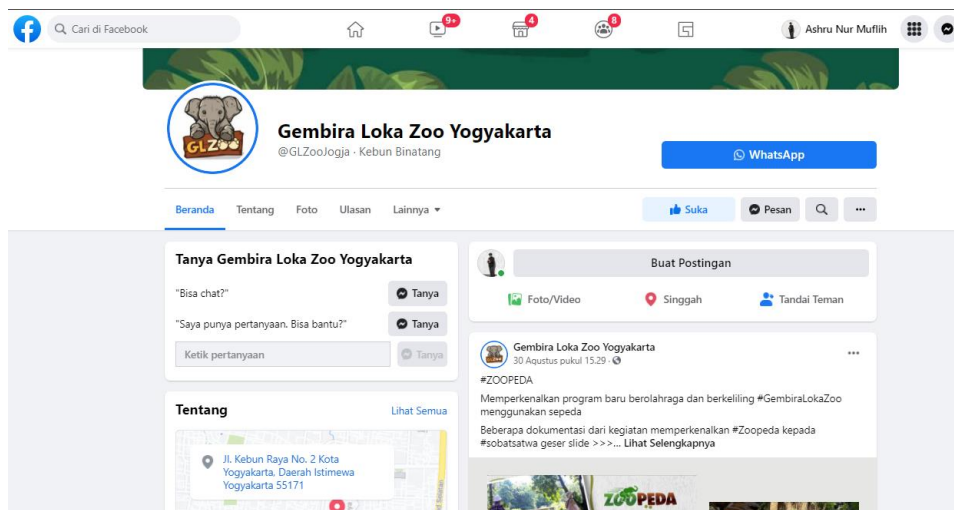 Cari di Facebook
9+
4
8
Ashru Nur Muflih
GLZoo
Gembira Loka Zoo Yogyakarta
@GLZooJogja · Kebun Binatang
WhatsApp
Beranda Tentang Foto Ulasan Lainnya
Suka Pesan
Tanya Gembira Loka Zoo Yogyakarta
"Bisa chat?" Tanya
"Saya punya pertanyaan. Bisa bantu?" Tanya
Ketik pertanyaan Tanya
Tentang Lihat Semua
Jl. Kebun Raya No. 2 Kota
Yogyakarta, Daerah Istimewa
Yogyakarta 55171
Buat Postingan
Foto/Video Singgah Tandai Teman
Gembira Loka Zoo Yogyakarta
30 Agustus pukul 15.29 ·
#ZOOPEDA
Memperkenalkan program baru berolahraga dan berkeliling #GembiraLokaZoo
menggunakan sepeda
Beberapa dokumentasi dari kegiatan memperkenalkan #Zoopeda kepada
#sobatsatwa geser slide >>>... Lihat Selengkapnya
ZOOPEDA